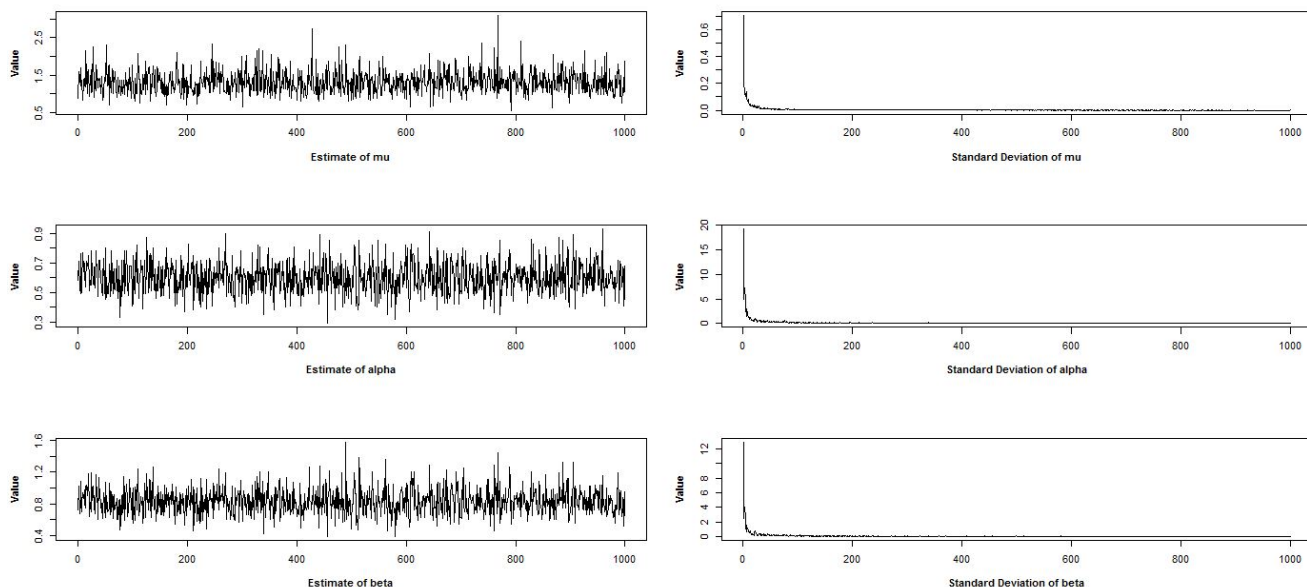 Value
0.5 1.5 2.5
0 200 400 600 800 1000
Estimate of mu
Value
0.0 0.2 0.4 0.6
0 200 400 600 800 1000
Standard Deviation of mu
Value
0.3 0.5 0.7 0.9
0 200 400 600 800 1000
Estimate of alpha
Value
0 5 10 15 20
0 200 400 600 800 1000
Standard Deviation of alpha
Value
0.4 0.8 1.2 1.6
0 200 400 600 800 1000
Estimate of beta
Value
0 2 4 6 8 12
0 200 400 600 800 1000
Standard Deviation of beta